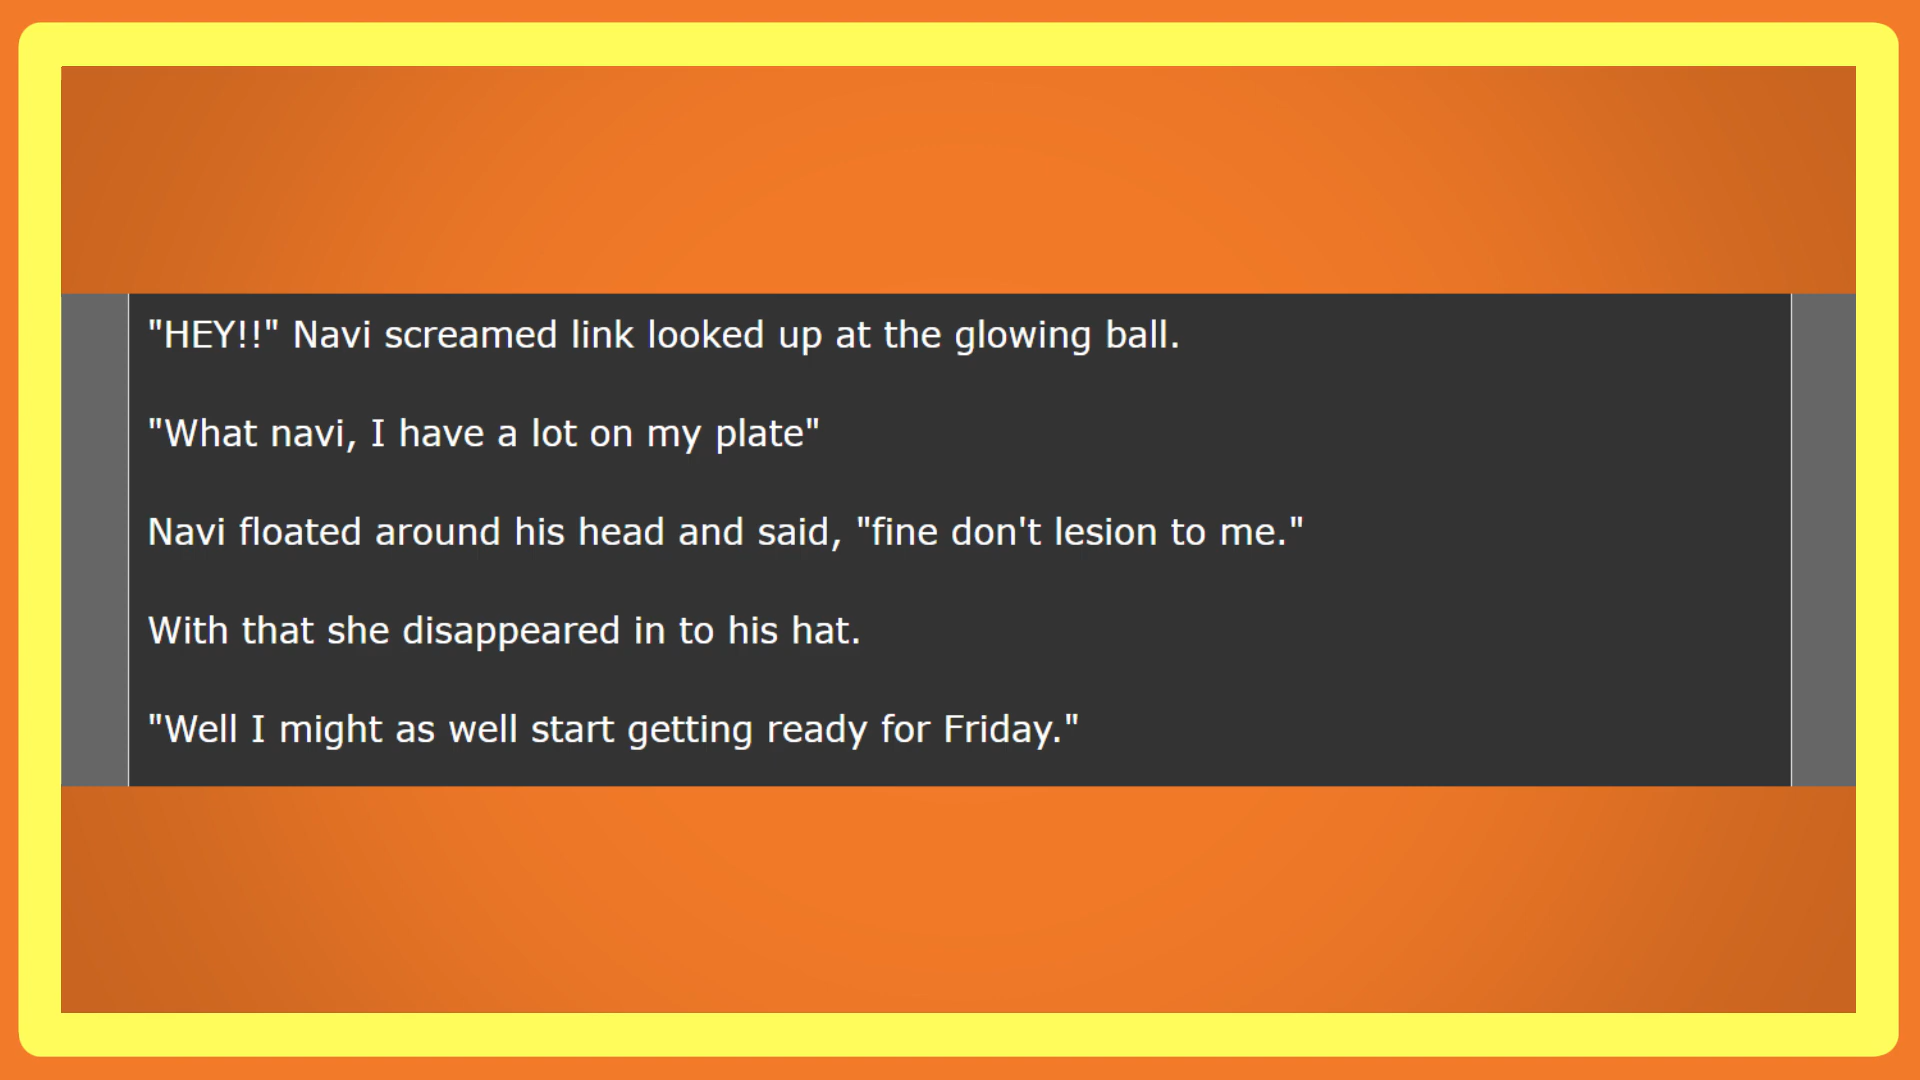 "HEY!!" Navi screamed link looked up at the glowing ball.
"What navi, I have a lot on my plate"
Navi floated around his head and said, "fine don't lesion to me."
With that she disappeared in to his hat.
"Well I might as well start getting ready for Friday."